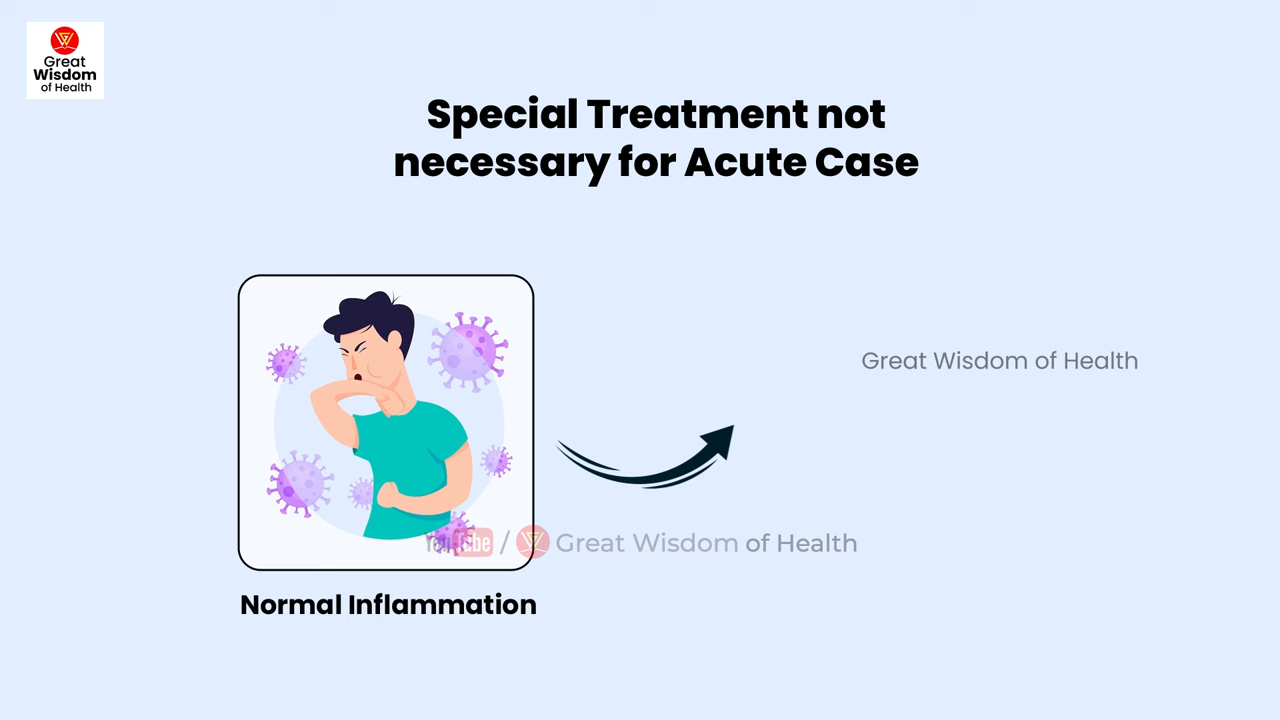 Great
Wisdom
of Health
Special Treatment not
necessary for Acute Case
Great Wisdom of Health
YouTube / Great Wisdom of Health
Normal Inflammation